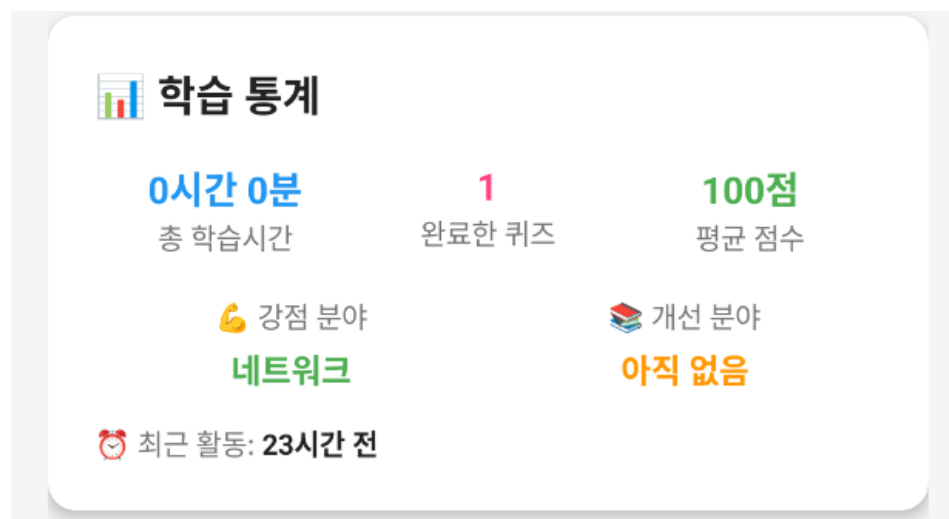 📊 학습 통계
0시간 0분 1 100점
총 학습시간 완료한 퀴즈 평균 점수
💪 강점 분야 📚 개선 분야
네트워크 아직 없음
⏰ 최근 활동: 23시간 전